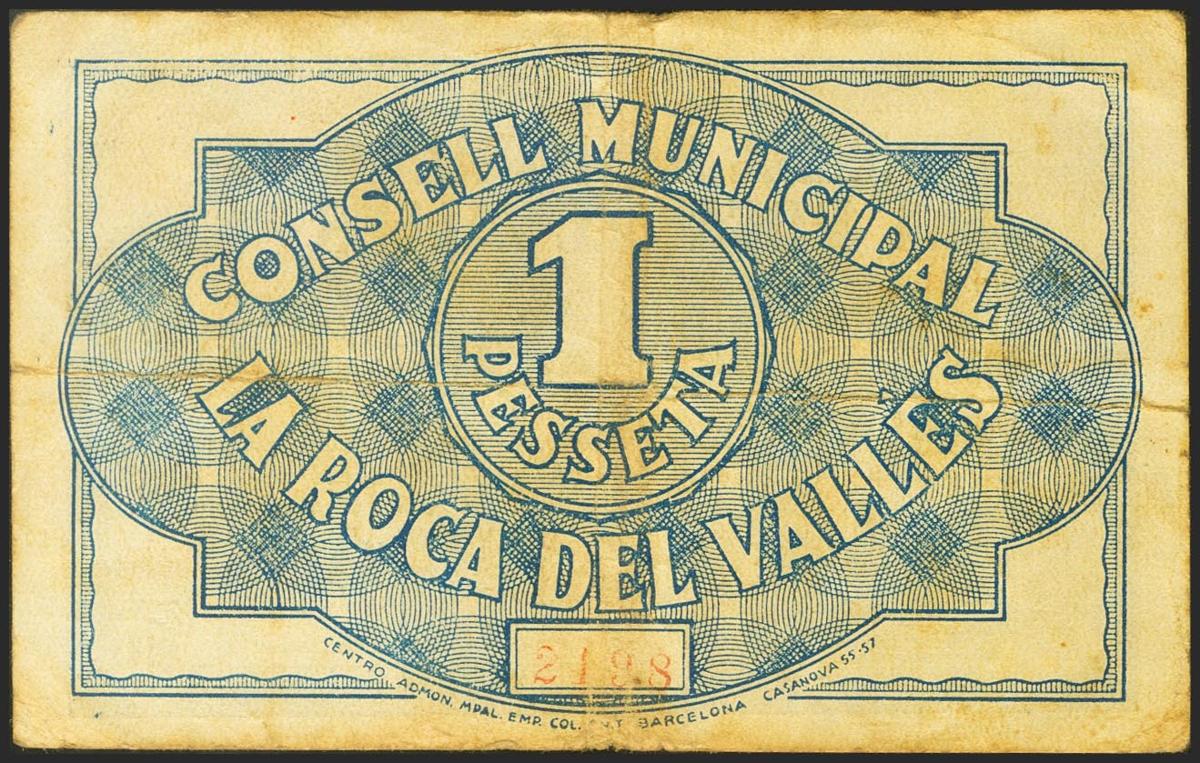 CONSELL MUNICIPAL
1
PESSETA
LA ROCA DEL VALLÈS
2198
CENTRO ADMON. MPAL. EMP. COL. BARCELONA CASANOVA 55-57